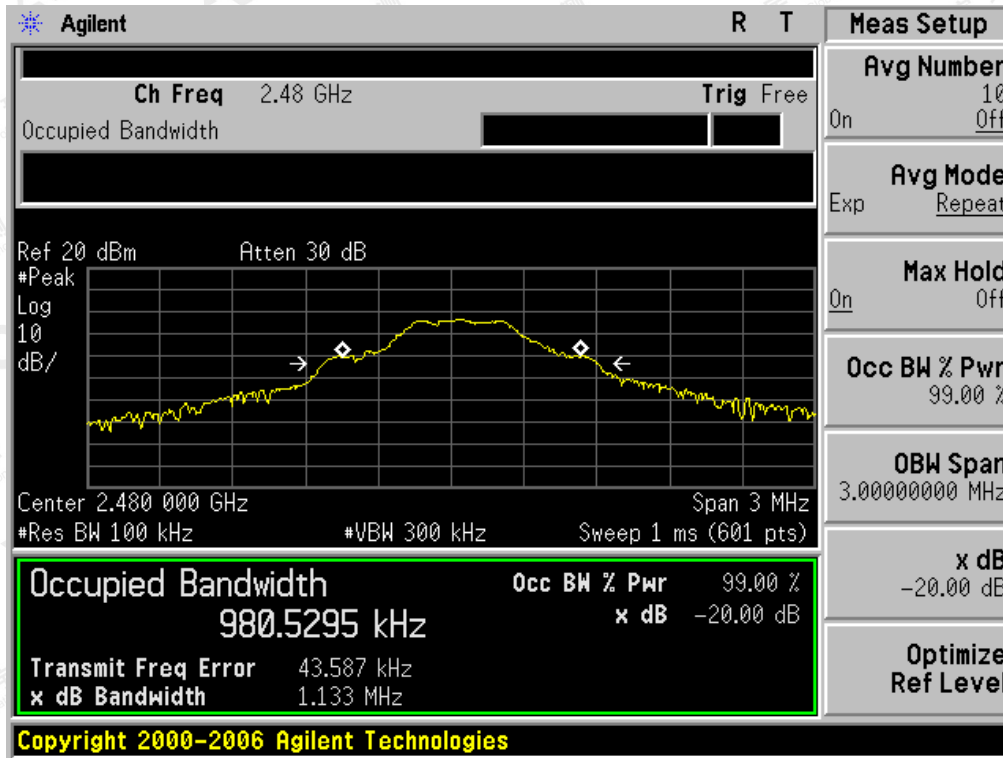 Agilent R T
Meas Setup
Ch Freq 2.48 GHz Trig Free
Occupied Bandwidth
Ref 20 dBm Atten 30 dB
#Peak
Log
10
dB/
Center 2.480 000 GHz Span 3 MHz
#Res BW 100 kHz #VBW 300 kHz Sweep 1 ms (601 pts)
Occupied Bandwidth
980.5295 kHz
Occ BW % Pwr 99.00 %
x dB -20.00 dB
Transmit Freq Error 43.587 kHz
x dB Bandwidth 1.133 MHz
Avg Number
10
On Off
Avg Mode
Exp Repeat
Max Hold
On Off
Occ BW % Pwr
99.00 %
OBW Span
3.00000000 MHz
x dB
-20.00 dB
Optimize
Ref Level
Copyright 2000-2006 Agilent Technologies